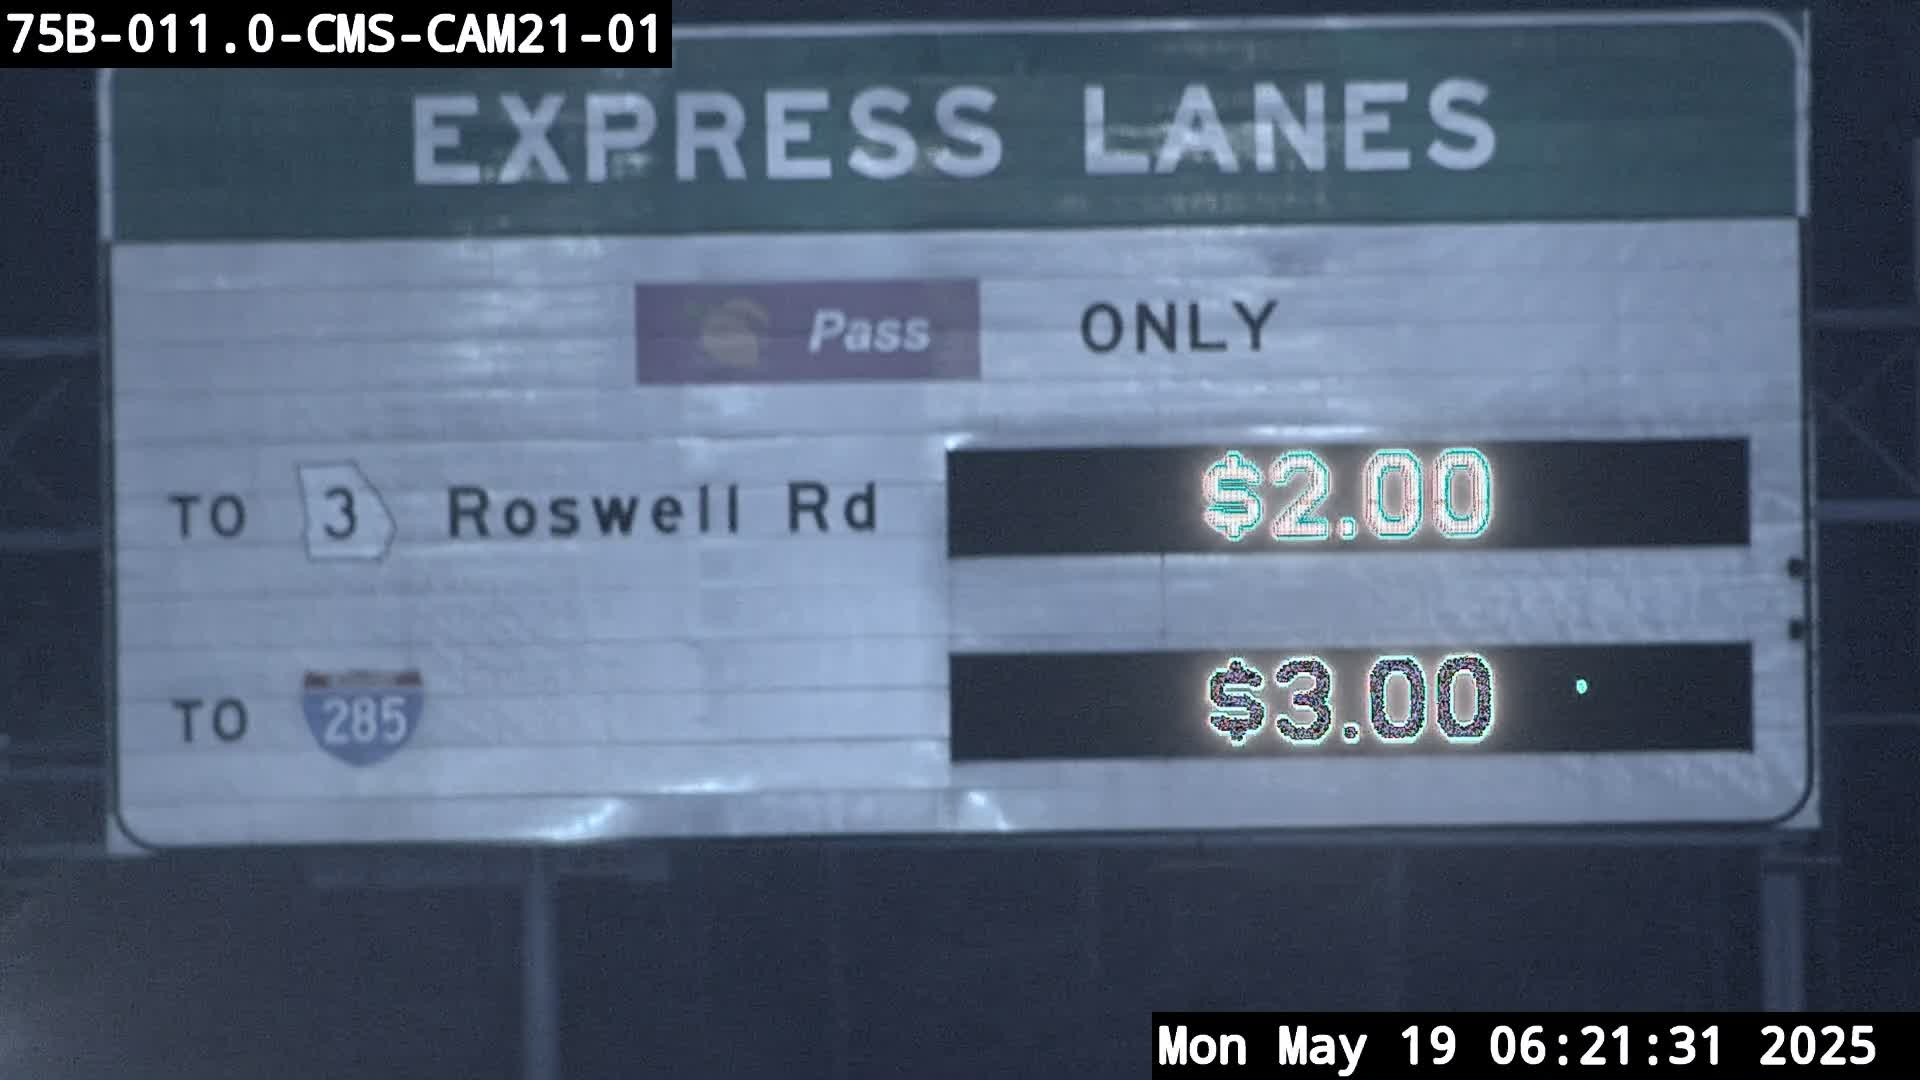 75B-011.0-CMS-CAM21-01
EXPRESS LANES
Pass ONLY
TO 3 Roswell Rd $2.00
TO 285 $3.00
Mon May 19 06:21:31 2025